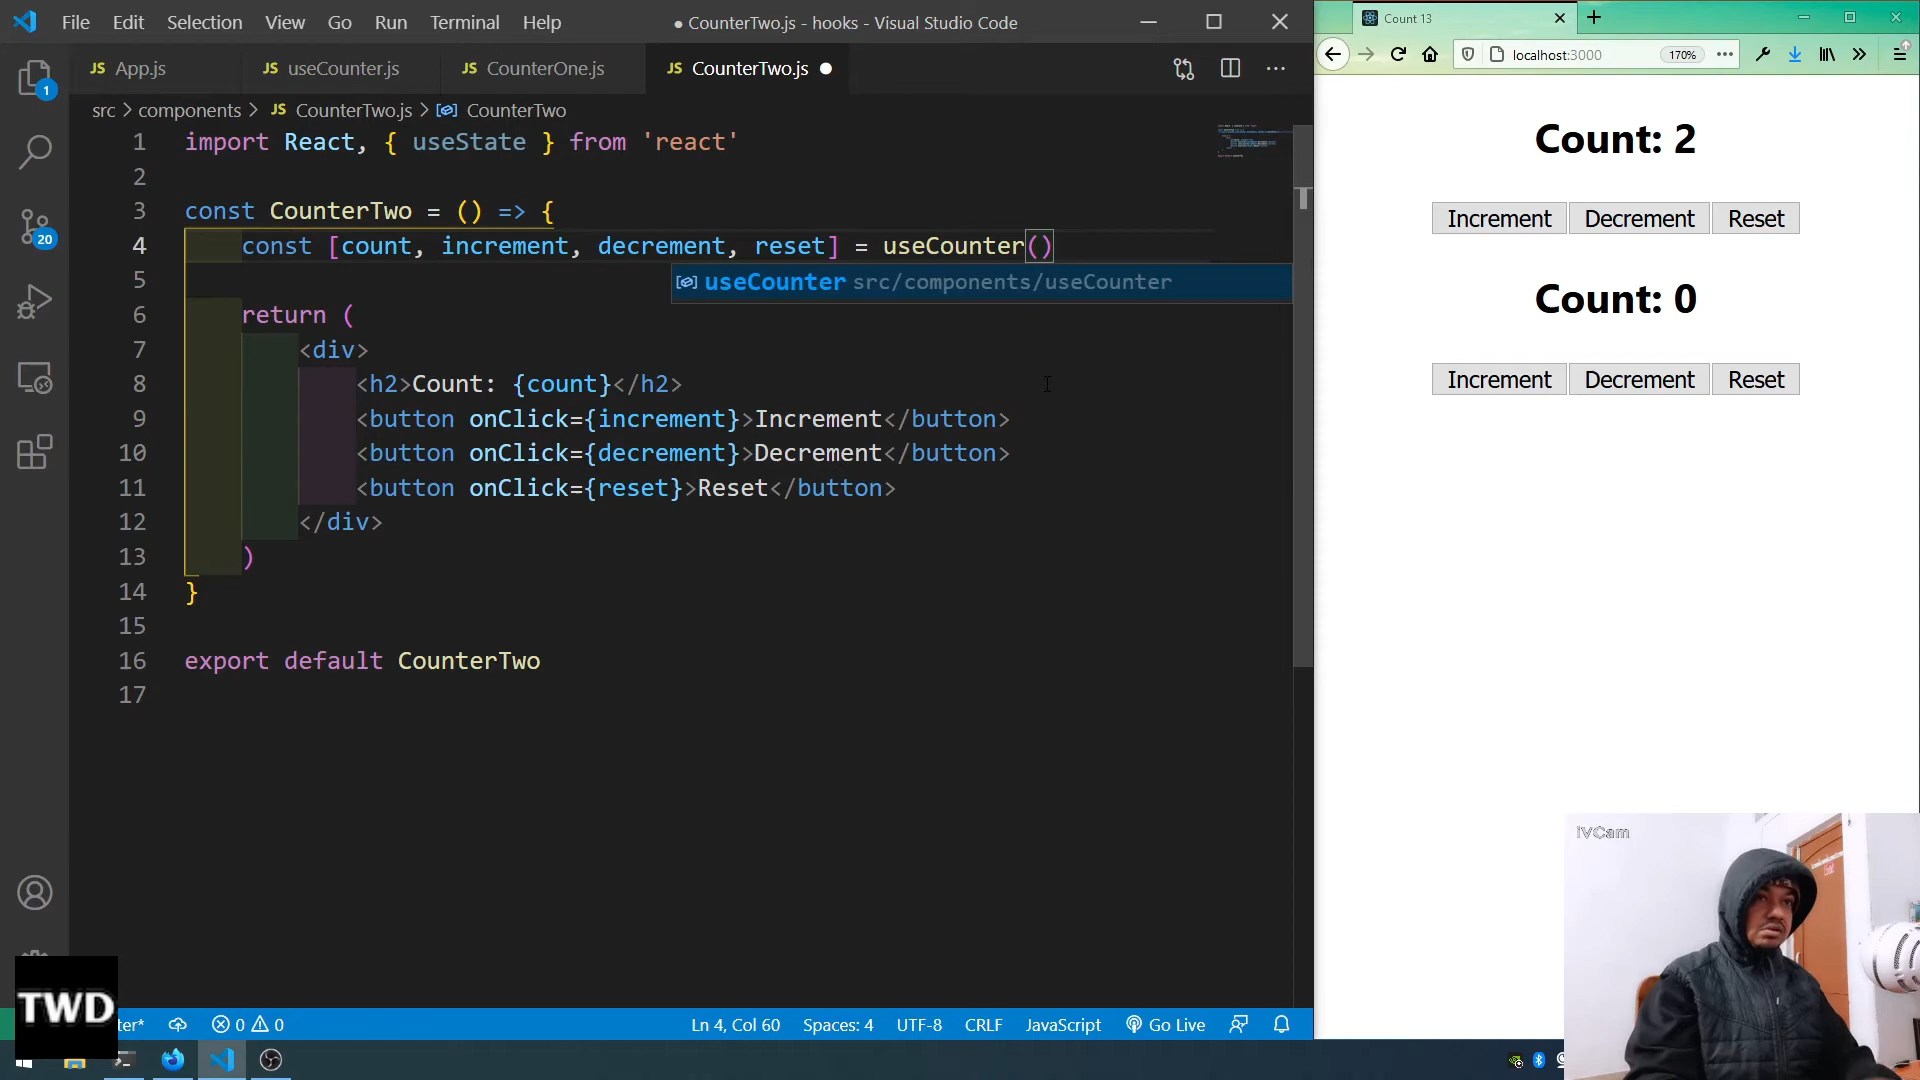 File Edit Selection View Go Run Terminal Help
● CounterTwo.js - hooks - Visual Studio Code
JS App.js
JS useCounter.js
JS CounterOne.js
JS CounterTwo.js ●
src > components > JS CounterTwo.js > CounterTwo
1 import React, { useState } from 'react'
2
3 const CounterTwo = () => {
4 const [count, increment, decrement, reset] = useCounter()
useCounter src/components/useCounter
5
6 return (
7 <div>
8 <h2>Count: {count}</h2>
9 <button onClick={increment}>Increment</button>
10 <button onClick={decrement}>Decrement</button>
11 <button onClick={reset}>Reset</button>
12 </div>
13 )
14 }
15
16 export default CounterTwo
17
1
20
TWD
ter* 0 0
Ln 4, Col 60 Spaces: 4 UTF-8 CRLF JavaScript Go Live
Count 13
localhost:3000 170%
Count: 2
Increment Decrement Reset
Count: 0
Increment Decrement Reset
iVCam